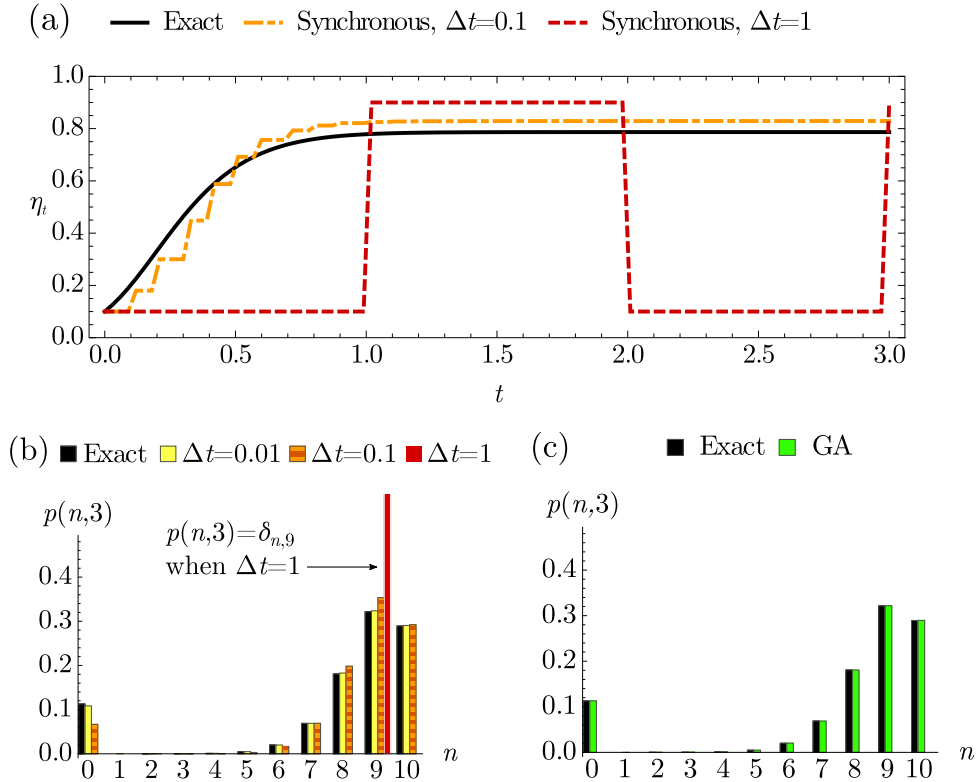 (a) Exact Synchronous, Δt=0.1 Synchronous, Δt=1
1.0
0.8
0.6
η_t
0.4
0.2
0.0
0.0 0.5 1.0 1.5 2.0 2.5 3.0
t
(b) Exact Δt=0.01 Δt=0.1 Δt=1
p(n,3)
p(n,3)=δ_{n,9}
when Δt=1
0.4
0.3
0.2
0.1
0.0
0 1 2 3 4 5 6 7 8 9 10 n
(c) Exact GA
p(n,3)
0.4
0.3
0.2
0.1
0.0
0 1 2 3 4 5 6 7 8 9 10 n